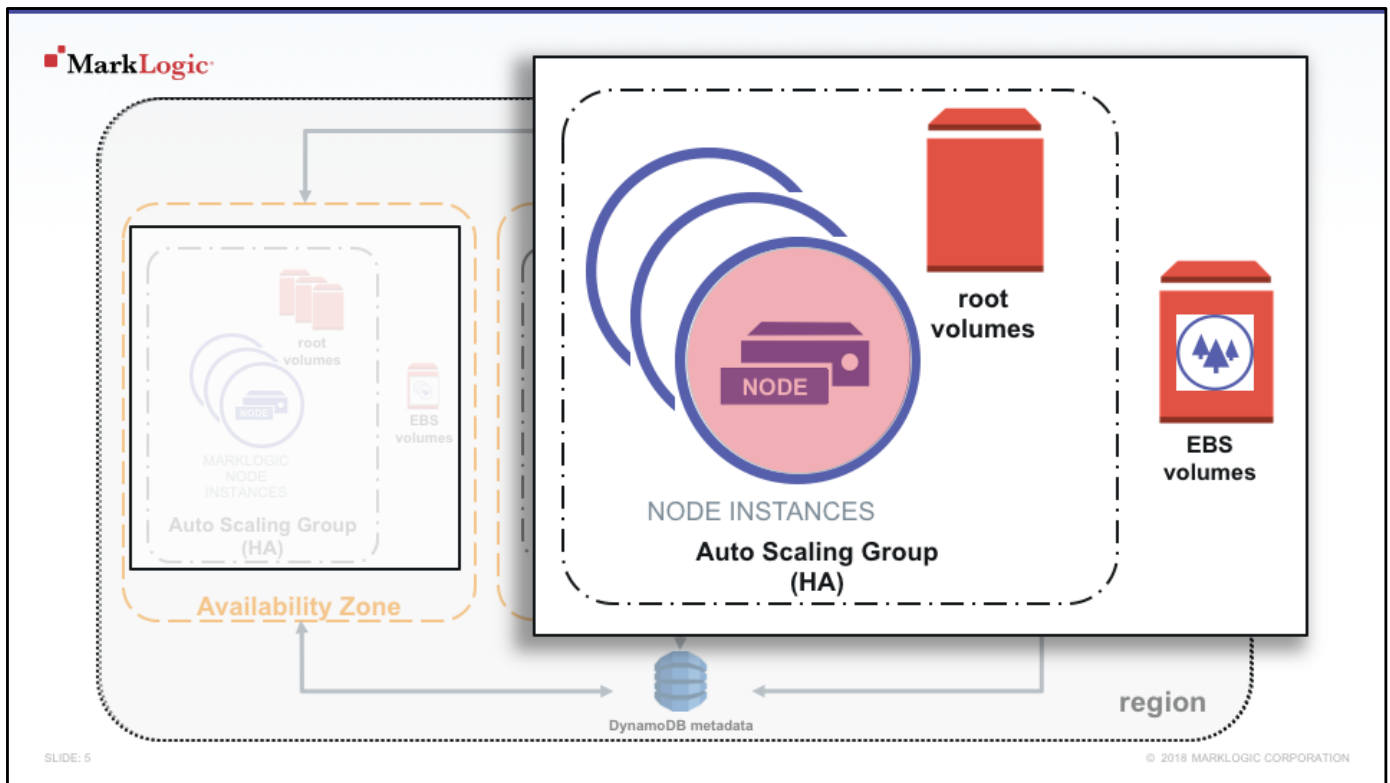 MarkLogic
root
volumes
NODE
EBS
volumes
MARKLOGIC
NODE
INSTANCES
Auto Scaling Group
(HA)
Availability Zone
root
volumes
NODE
EBS
volumes
NODE INSTANCES
Auto Scaling Group
(HA)
DynamoDB metadata
region
SLIDE: 5
© 2018 MARKLOGIC CORPORATION